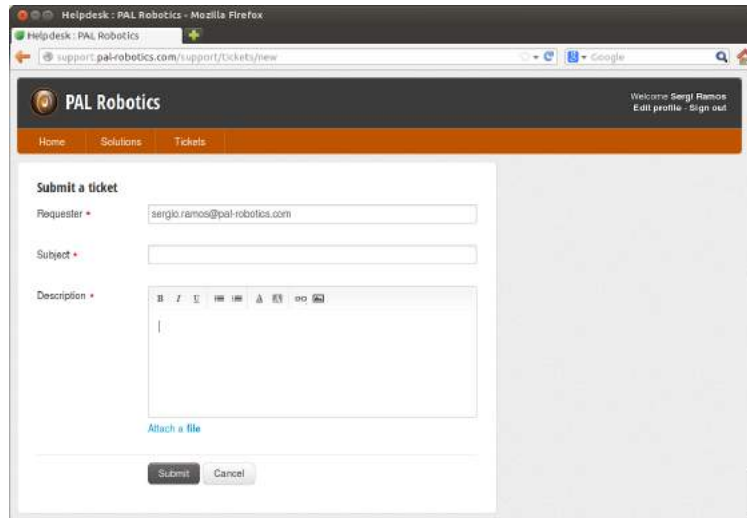 Helpdesk : PAL Robotics - Mozilla Firefox
Helpdesk : PAL Robotics
support.pal-robotics.com/support/tickets/new
Google
PAL Robotics
Welcome Sergi Ramos
Edit profile - Sign out
Home Solutions Tickets
Submit a ticket
Requester * sergio.ramos@pal-robotics.com
Subject *
Description *
B I U A
Attach a file
Submit Cancel